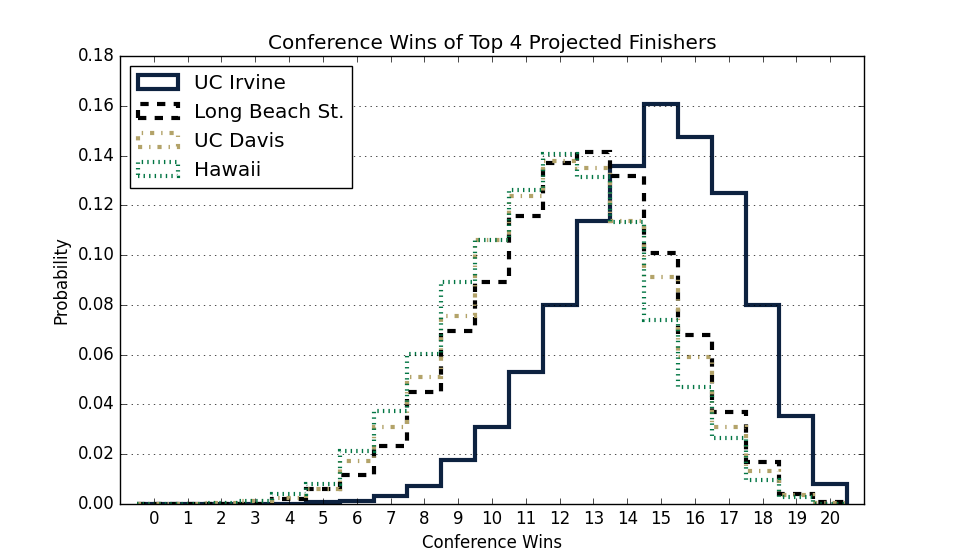 Conference Wins of Top 4 Projected Finishers
0.18
0.16
0.14
0.12
0.10
0.08
0.06
0.04
0.02
0.00
Probability
UC Irvine
Long Beach St.
UC Davis
Hawaii
0 1 2 3 4 5 6 7 8 9 10 11 12 13 14 15 16 17 18 19 20
Conference Wins